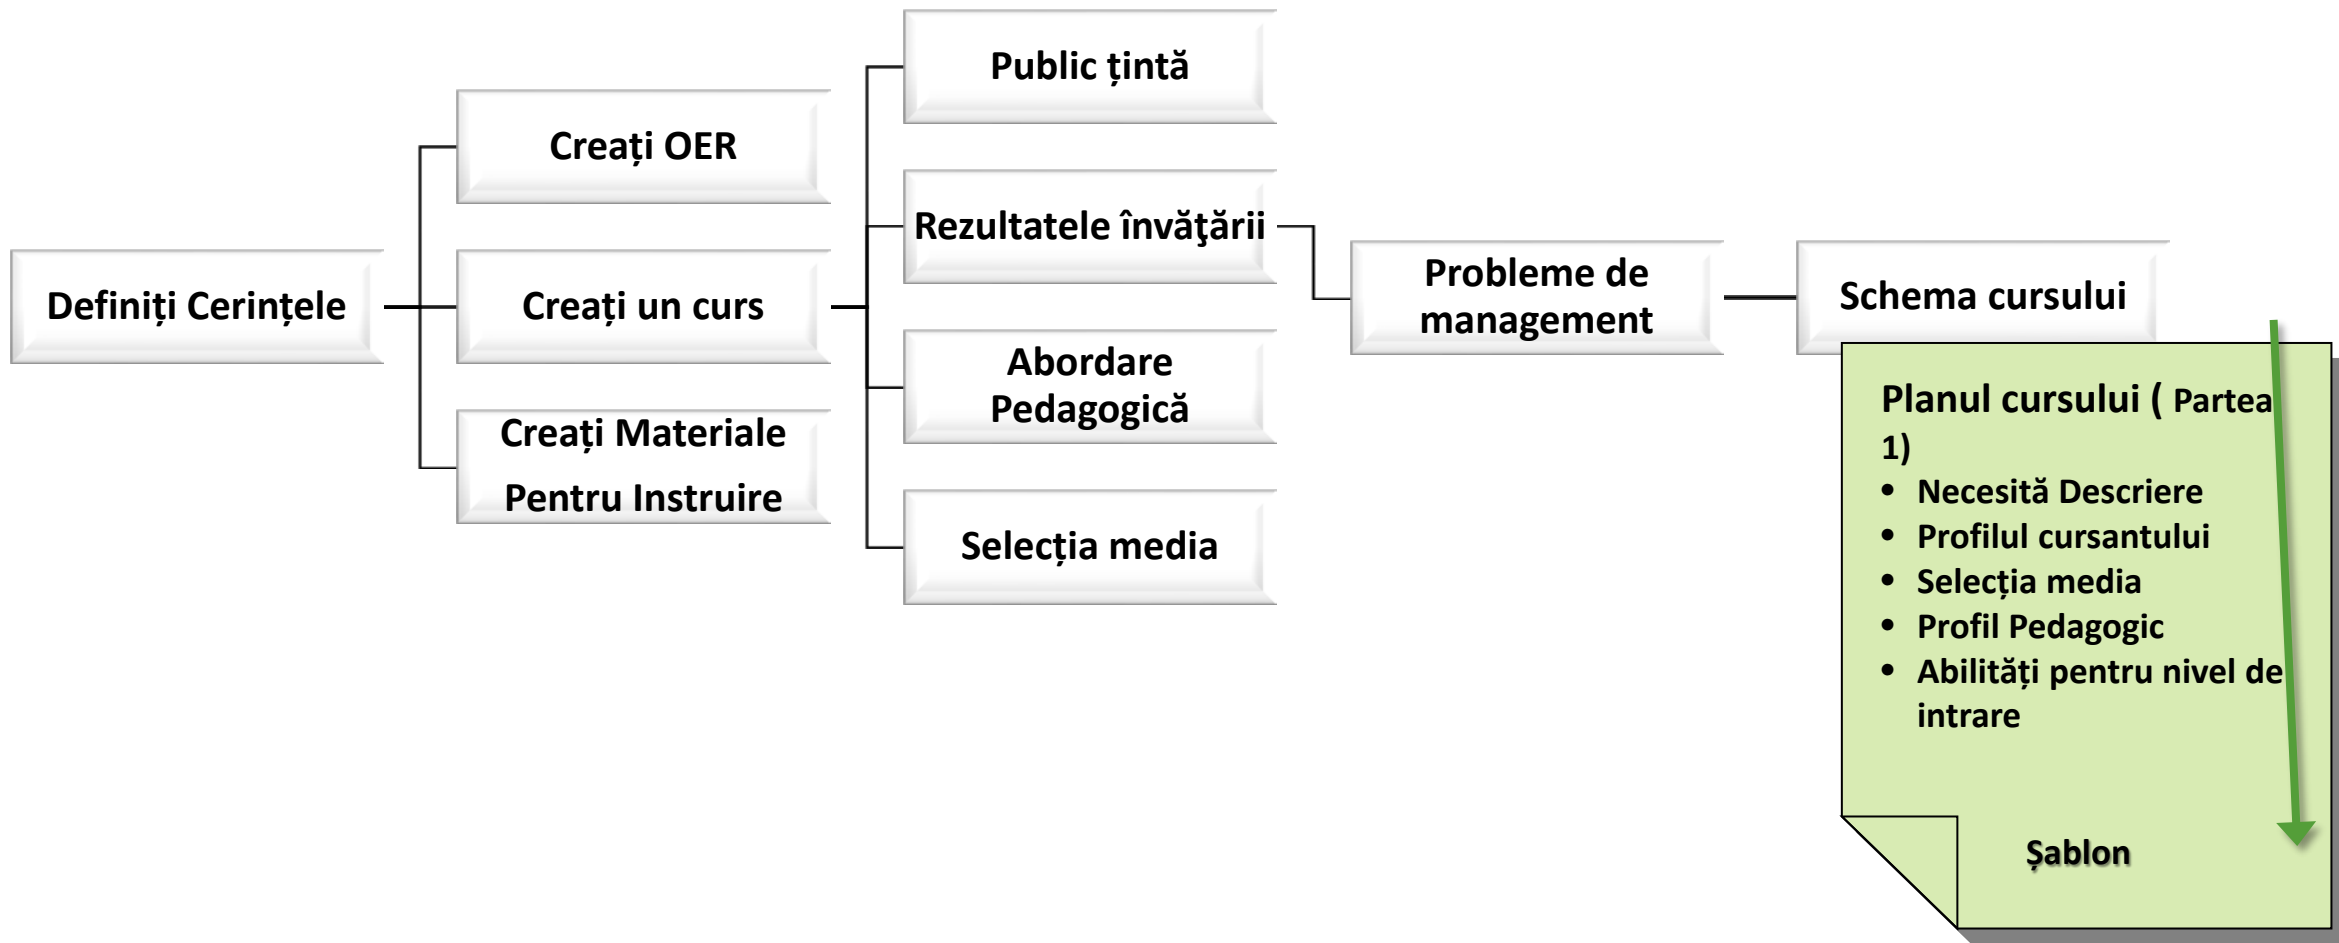 Definiți Cerințele
Creați OER
Creați un curs
Creați Materiale
Pentru Instruire
Public țintă
Rezultatele învăţării
Abordare
Pedagogică
Selecția media
Probleme de
management
Schema cursului
Planul cursului ( Partea
1)
• Necesită Descriere
• Profilul cursantului
• Selecția media
• Profil Pedagogic
• Abilități pentru nivel de
intrare
Șablon